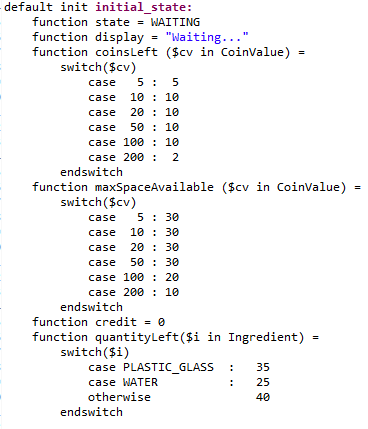 default init initial_state:
function state = WAITING
function display = "Waiting..."
function coinsLeft ($cv in CoinValue) =
switch($cv)
case 5 : 5
case 10 : 10
case 20 : 10
case 50 : 10
case 100 : 10
case 200 : 2
endswitch
function maxSpaceAvailable ($cv in CoinValue) =
switch($cv)
case 5 : 30
case 10 : 30
case 20 : 30
case 50 : 30
case 100 : 20
case 200 : 10
endswitch
function credit = 0
function quantityLeft($i in Ingredient) =
switch($i)
case PLASTIC_GLASS : 35
case WATER : 25
otherwise 40
endswitch